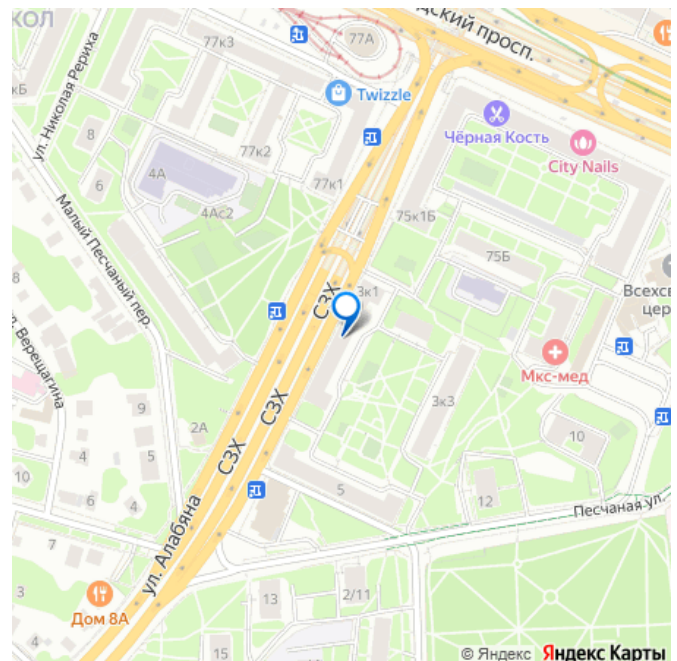 КОЛ
77к3
77А
дский просп.
Twizzle
ул. Николая Рериха
кБ
8
6
4А
77к2
4Ас2
77к1
Чёрная Кость
City Nails
75к1Б
75Б
Малый Песчаный пер.
8
Всехсв
цер
3к1
СЗХ
Мкс-мед
. Верещагина
9
2А
СЗХ
3к3
10
4
5
СЗХ
10
6
4
5
12
Песчаная ул.
ул. Алабяна
7
3
Дом 8А
13
2/11
15
© Яндекс Яндекс Карты